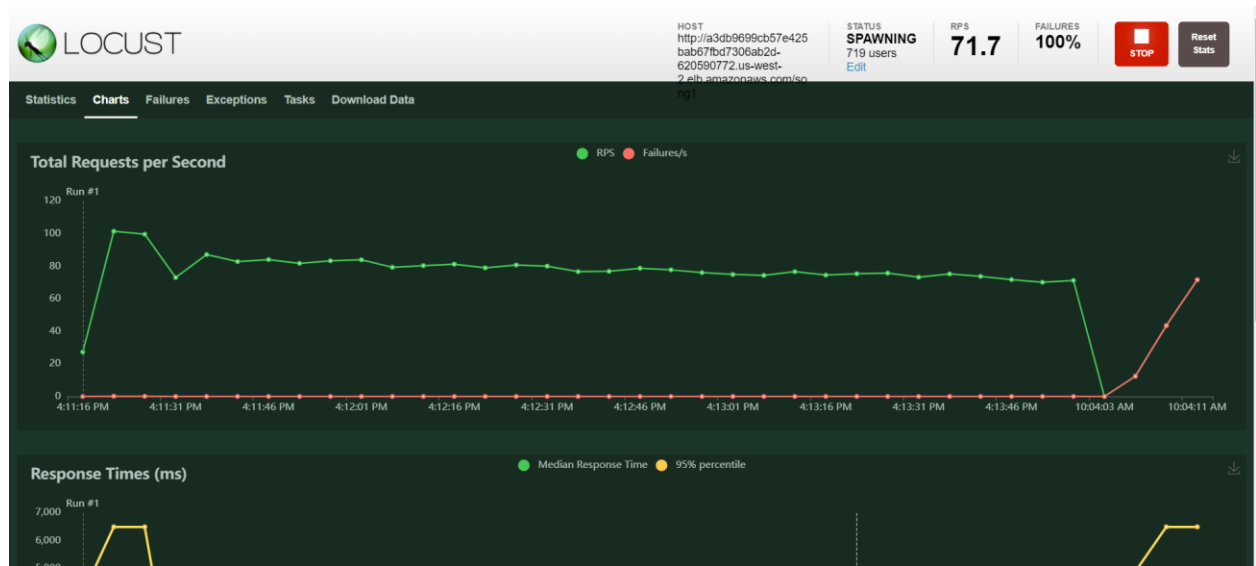 LOCUST
HOST
http://a3db9699cb57e425
bab67fbd7306ab2d-
620590772.us-west-
2.elb.amazonaws.com/so
ng1
STATUS
SPAWNING
719 users
Edit
RPS
71.7
FAILURES
100%
STOP
Reset
Stats
Statistics Charts Failures Exceptions Tasks Download Data
Total Requests per Second
RPS Failures/s
Run #1
120
100
80
60
40
20
0
4:11:16 PM 4:11:31 PM 4:11:46 PM 4:12:01 PM 4:12:16 PM 4:12:31 PM 4:12:46 PM 4:13:01 PM 4:13:16 PM 4:13:31 PM 4:13:46 PM 10:04:03 AM 10:04:11 AM
Response Times (ms)
Median Response Time 95% percentile
Run #1
7,000
6,000
5,000